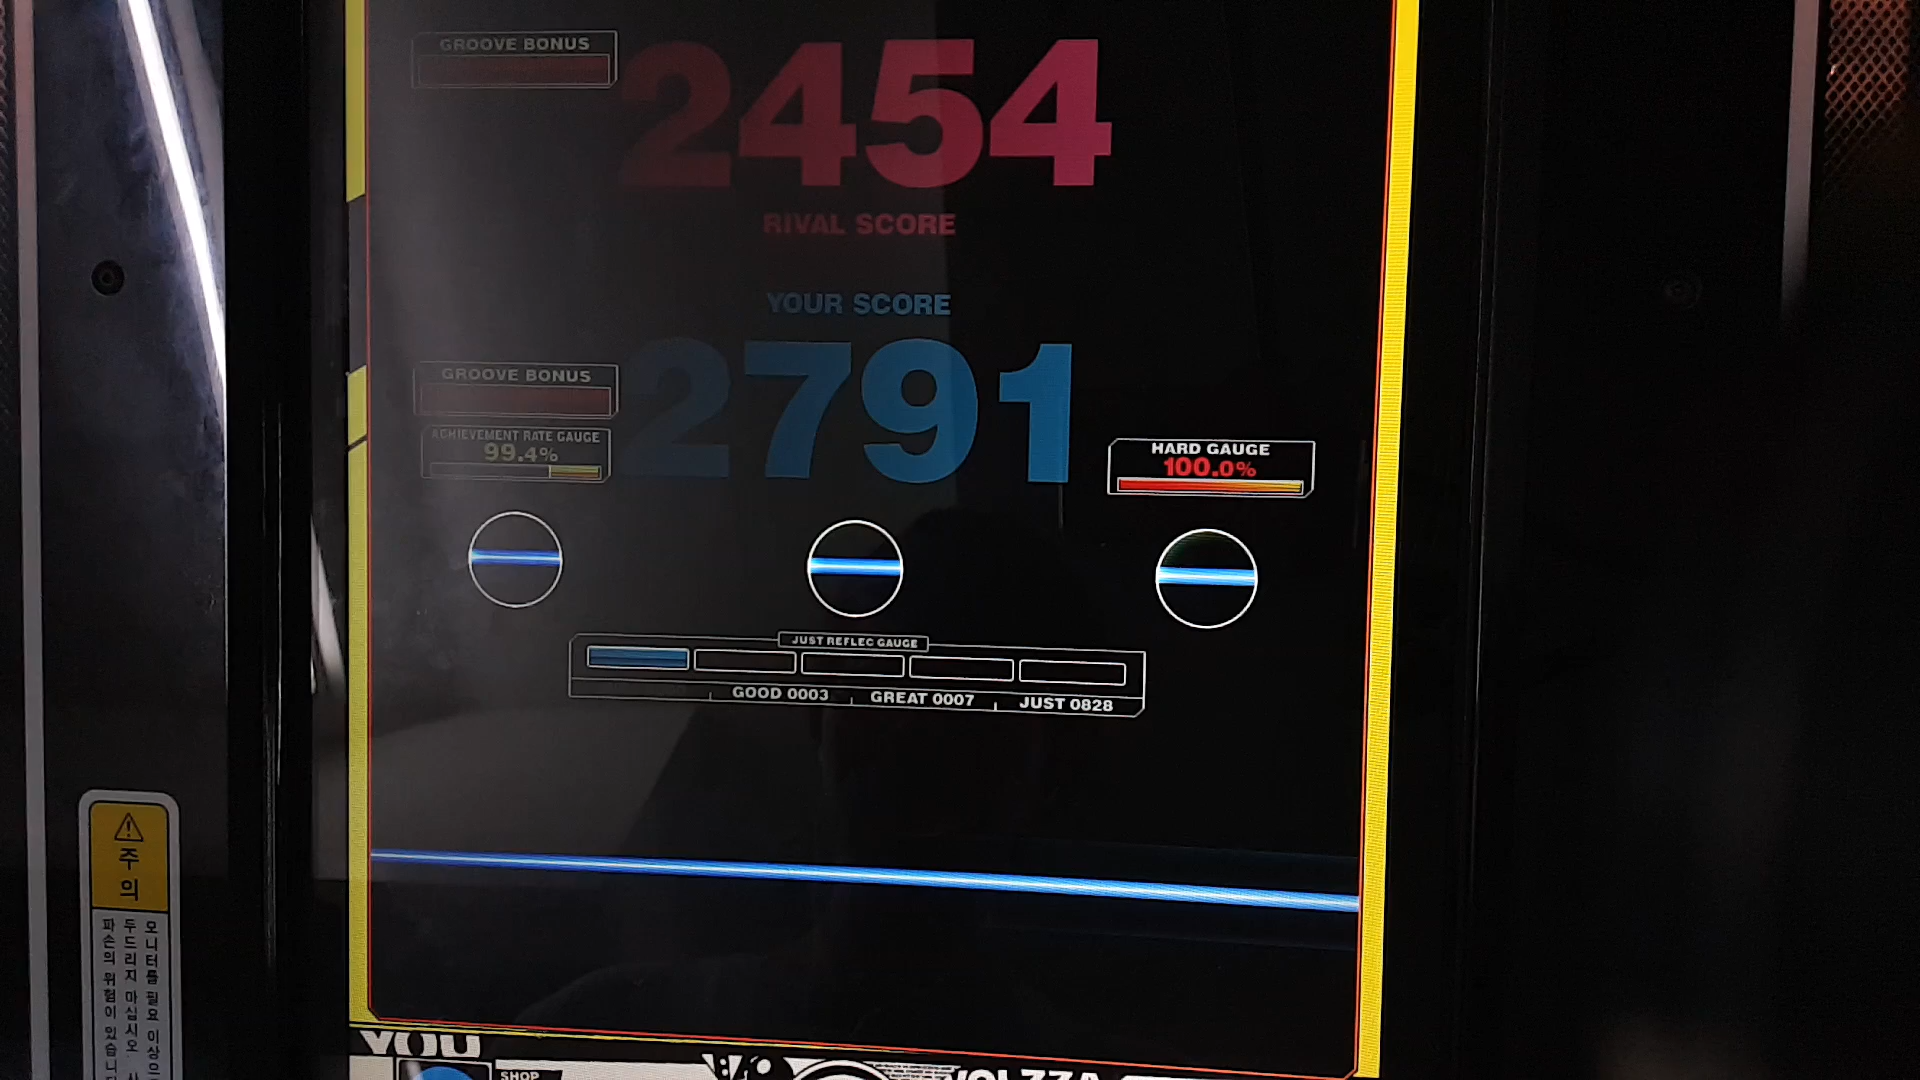 GROOVE BONUS
2454
RIVAL SCORE
YOUR SCORE
2791
GROOVE BONUS
ACHIEVEMENT RATE GAUGE
99.4%
HARD GAUGE
100.0%
JUST REFLEC GAUGE
GOOD 0003
GREAT 0007
JUST 0828
주의
모니터를 필요 이상으
두드리지 마십시오
파손의 위험이 있습니
YOU
SHOP